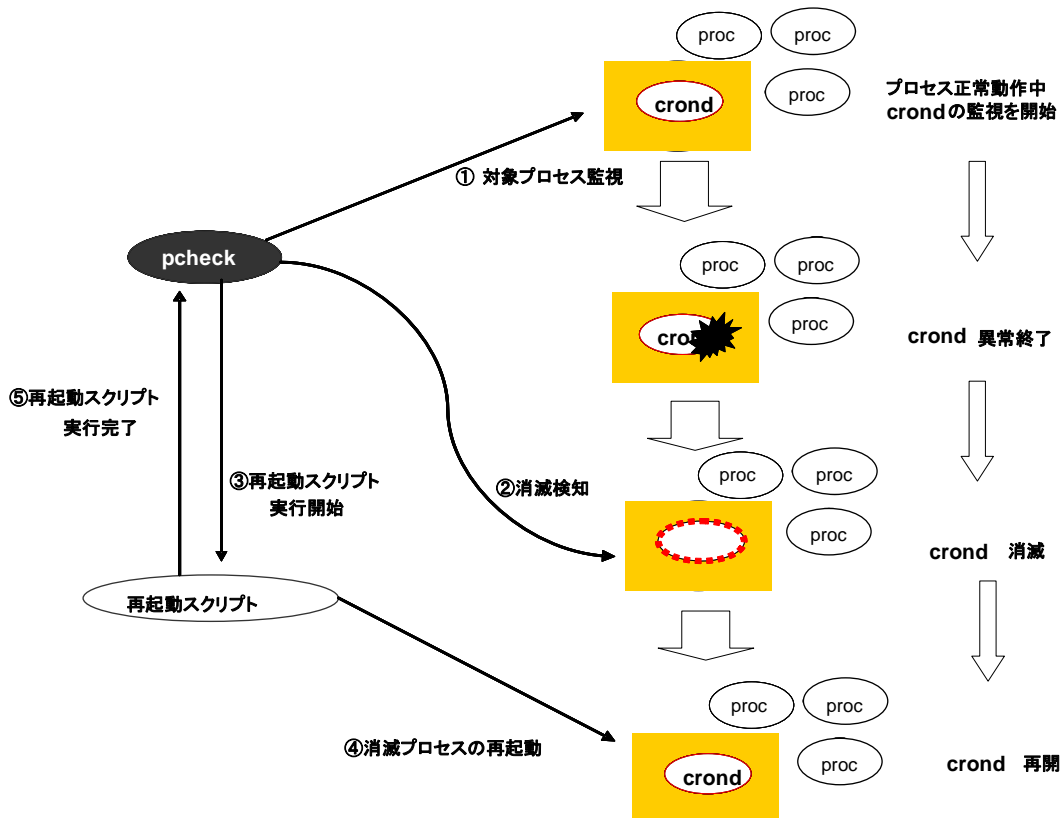 proc
proc
crond
proc
プロセス正常動作中
crondの監視を開始
① 対象プロセス監視
pcheck
proc
proc
proc
crond 異常終了
⑤再起動スクリプト
実行完了
③再起動スクリプト
実行開始
②消滅検知
proc
proc
proc
crond 消滅
再起動スクリプト
④消滅プロセスの再起動
proc
proc
crond
proc
crond 再開